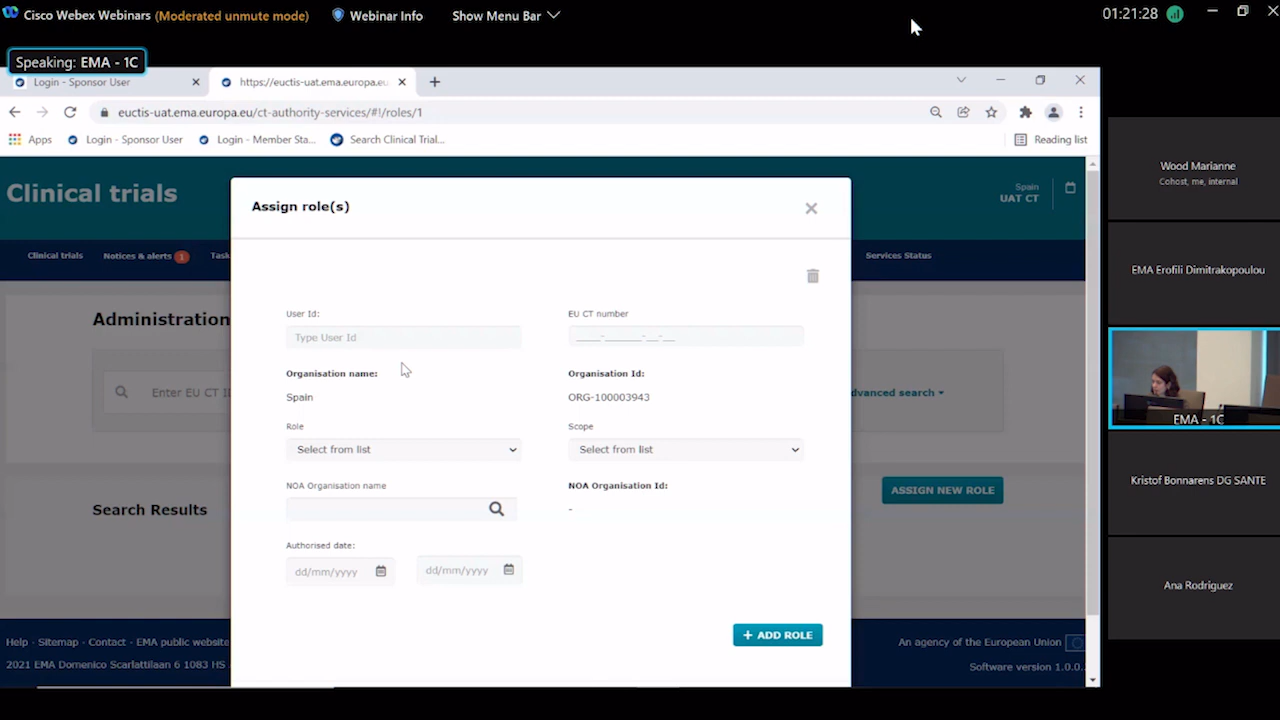 Cisco Webex Webinars (Moderated unmute mode)
Webinar Info
Show Menu Bar
01:21:28
Speaking: EMA - 1C
Login - Sponsor User
https://euctis-uat.ema.europa.eu
euctis-uat.ema.europa.eu/ct-authority-services/#!/roles/1
Apps
Login - Sponsor User
Login - Member Sta...
Search Clinical Trial...
Reading list
Clinical trials
Spain
UAT CT
Clinical trials
Notices & alerts 1
Task
Services Status
Assign role(s)
Administration
Enter EU CT
dvanced search
ASSIGN NEW ROLE
Search Results
User Id:
Type User Id
EU CT number
____-______-__-__
Organisation name:
Spain
Organisation Id:
ORG-100003943
Role
Select from list
Scope
Select from list
NOA Organisation name
NOA Organisation Id:
-
Authorised date:
dd/mm/yyyy
dd/mm/yyyy
+ ADD ROLE
Help - Sitemap - Contact - EMA public website
2021 EMA Domenico Scarlattilaan 6 1083 HS
An agency of the European Union
Software version 1.0.0.
Wood Marianne
Cohost, me, internal
EMA Erofili Dimitrakopoulou
EMA - 1C
Kristof Bonnarens DG SANTE
Ana Rodriguez